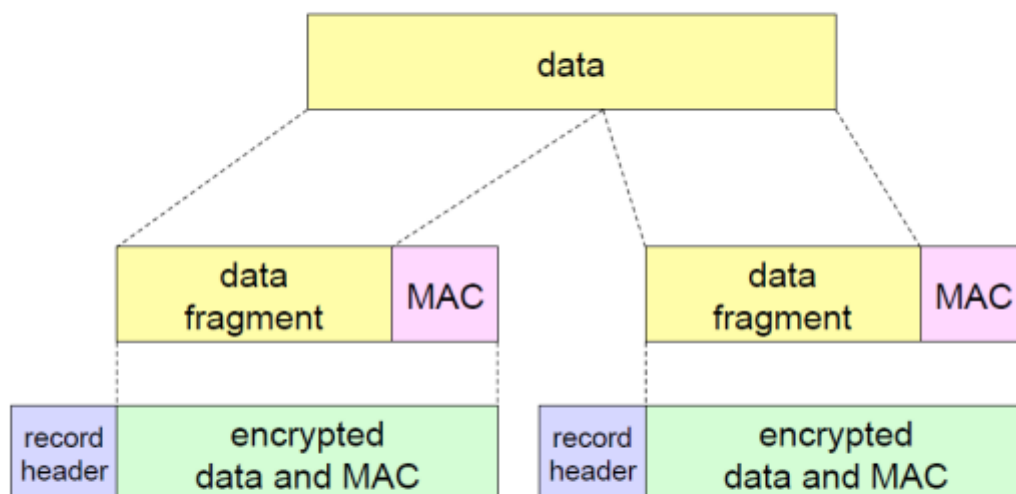 data
data
fragment
MAC
data
fragment
MAC
record
header
encrypted
data and MAC
record
header
encrypted
data and MAC